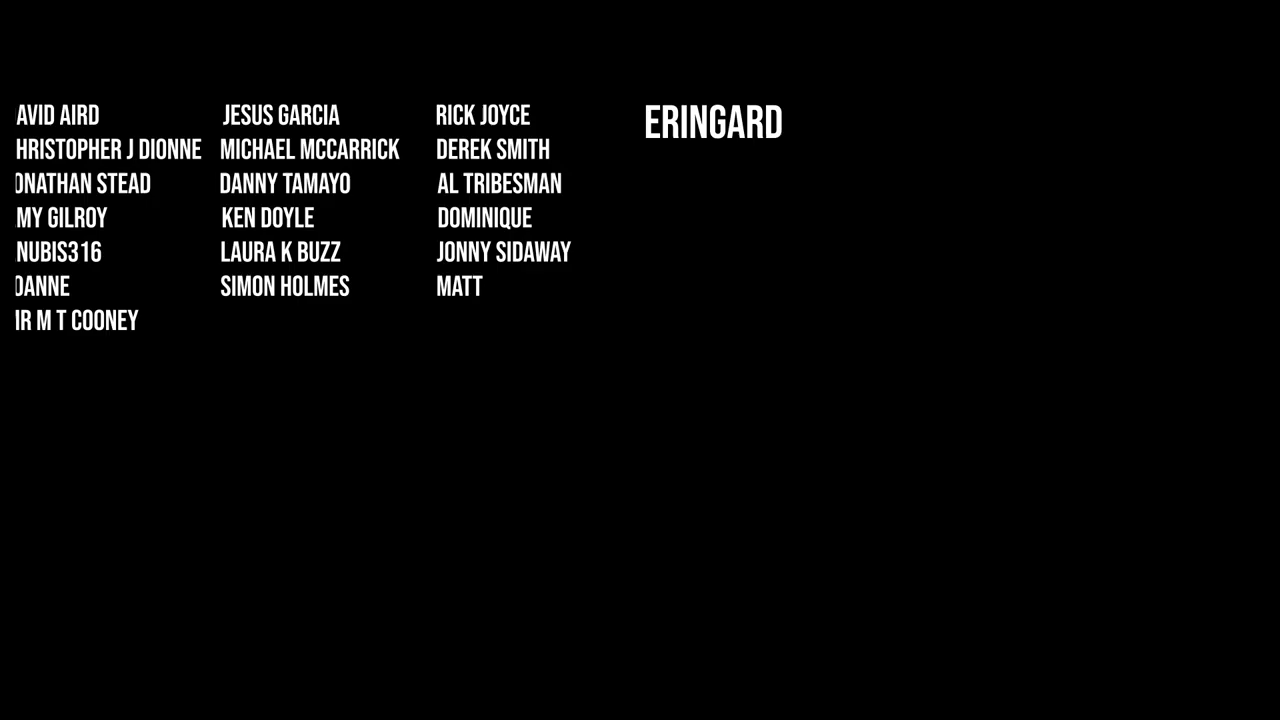 AVID AIRD
HRISTOPHER J DIONNE
ONATHAN STEAD
MY GILROY
NUBIS316
OANNE
IR M T COONEY
JESUS GARCIA
MICHAEL MCCARRICK
DANNY TAMAYO
KEN DOYLE
LAURA K BUZZ
SIMON HOLMES
RICK JOYCE
DEREK SMITH
AL TRIBESMAN
DOMINIQUE
JONNY SIDAWAY
MATT
ERINGARD